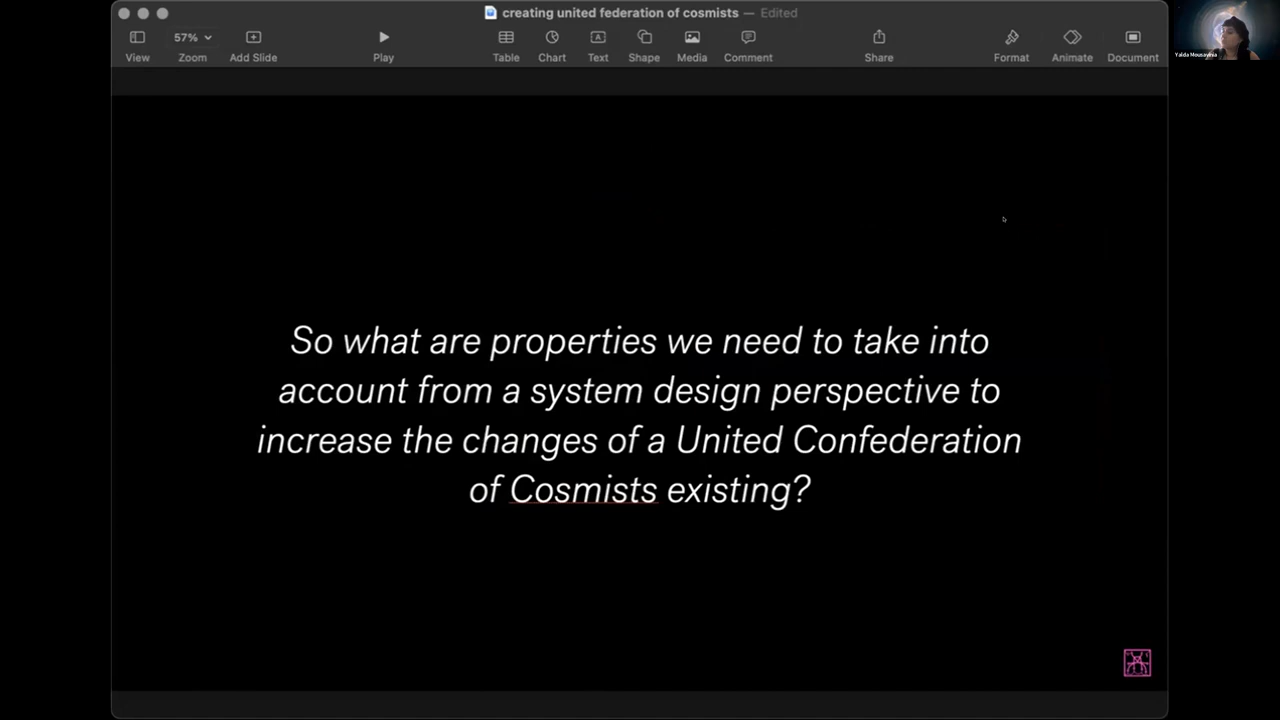 creating united federation of cosmists — Edited
57%
View Zoom Add Slide Play Table Chart Text Shape Media Comment Share Format Animate Document
Yalda Mousavinia
So what are properties we need to take into
account from a system design perspective to
increase the changes of a United Confederation
of Cosmists existing?